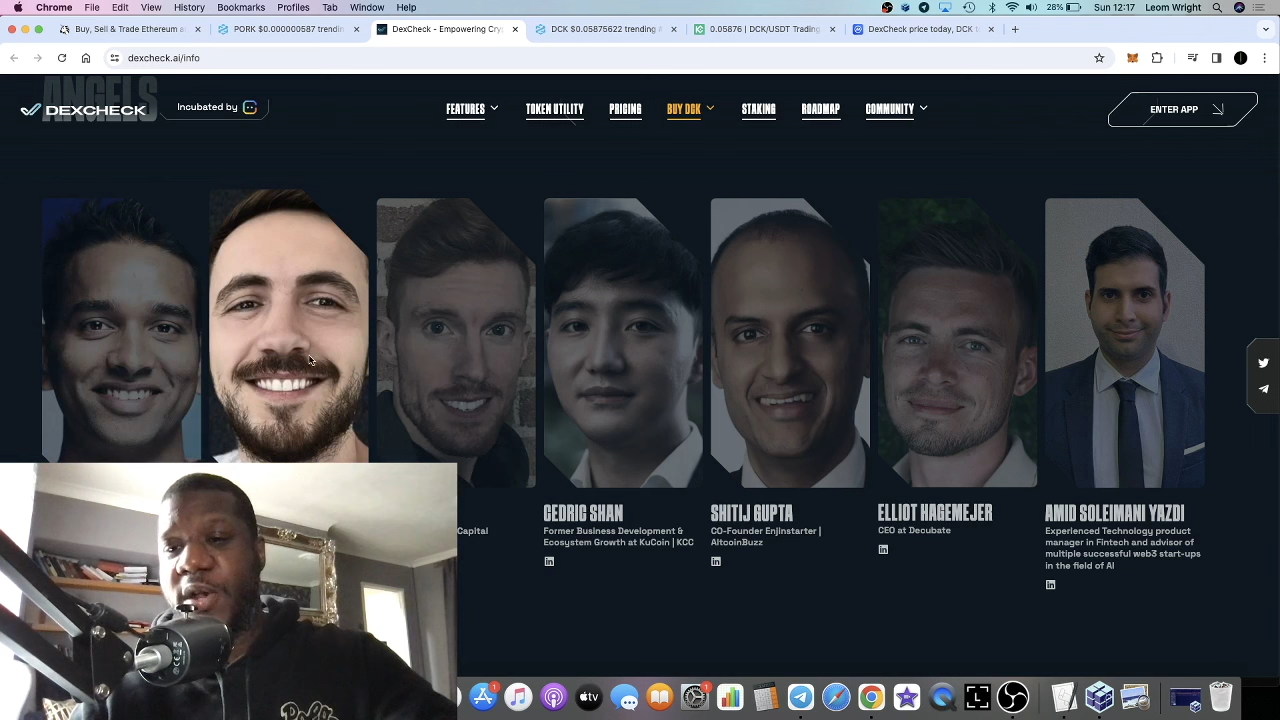 Chrome File Edit View History Bookmarks Profiles Tab Window Help 28% Sun 12:17 Leom Wright
PORK $0.000000587 trending
DexCheck - Empowering Cry
DCK $0.05875622 trending
0.05876 | DCK/USDT Trading
DexCheck price today, DCK
Buy, Sell & Trade Ethereum
dexcheck.ai/info
ANGELS
DEXCHECK
Incubated by
FEATURES TOKEN UTILITY PRICING BUY DCK STAKING ROADMAP COMMUNITY
ENTER APP
Capital
CEDRIC SHAN
Former Business Development &
Ecosystem Growth at KuCoin | KCC
SHITIJ GUPTA
CO-Founder Enjinstarter |
AltcoinBuzz
ELLIOT HAGEMEJER
CEO at Decubate
AMID SOLEIMANI YAZDI
Experienced Technology product
manager in Fintech and advisor of
multiple successful web3 start-ups
in the field of AI